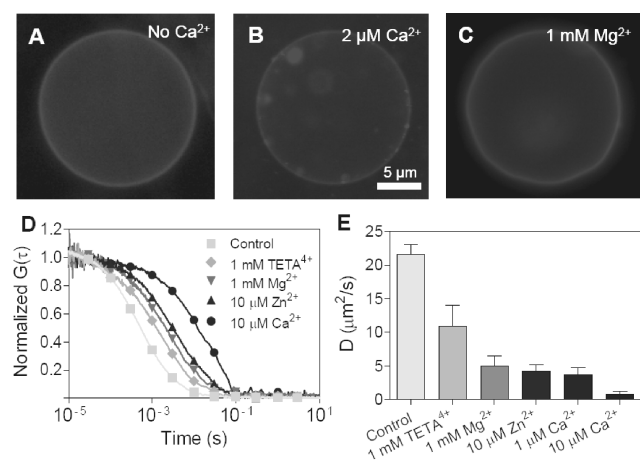 A
No Ca²⁺
B
2 µM Ca²⁺
C
1 mM Mg²⁺
5 µm
D
Normalized G(τ)
1.2
1.0
0.8
0.6
0.4
0.2
10⁻⁵
10⁻³
10⁻¹
10¹
Time (s)
Control
1 mM TETA⁴⁺
1 mM Mg²⁺
10 µM Zn²⁺
10 µM Ca²⁺
E
D (µm²/s)
25
20
15
10
5
0
Control
1 mM TETA⁴⁺
1 mM Mg²⁺
10 µM Zn²⁺
1 µM Ca²⁺
10 µM Ca²⁺